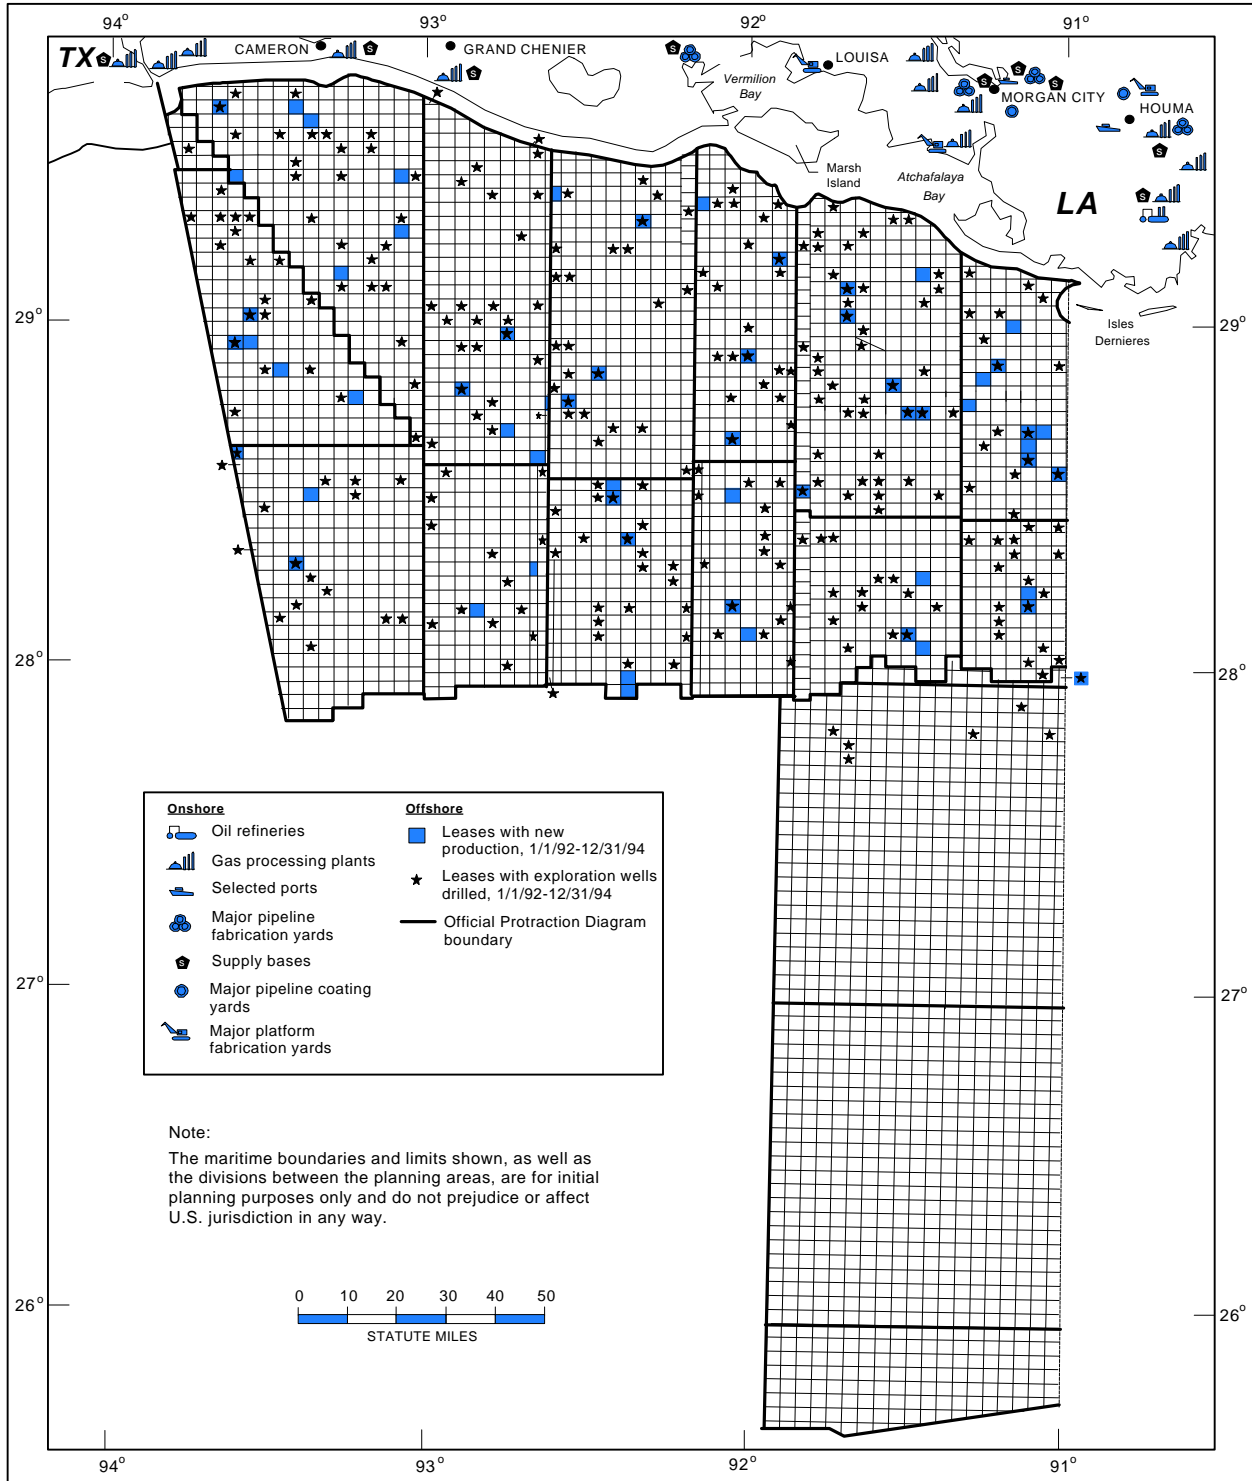 94°
93°
92°
91°
TX
CAMERON
GRAND CHENIER
LOUISA
Vermilion
Bay
MORGAN CITY
HOUMA
Marsh
Island
Atchafalaya
Bay
LA
Isles
Dernieres
29°
29°
28°
28°
27°
27°
26°
26°
S
S
S
S
S
S
S
S
S
Onshore
Oil refineries
Gas processing plants
Selected ports
Major pipeline
fabrication yards
S
Supply bases
Major pipeline coating
yards
Major platform
fabrication yards
Offshore
Leases with new
production, 1/1/92-12/31/94
Leases with exploration wells
drilled, 1/1/92-12/31/94
Official Protraction Diagram
boundary
Note:
The maritime boundaries and limits shown, as well as
the divisions between the planning areas, are for initial
planning purposes only and do not prejudice or affect
U.S. jurisdiction in any way.
0 10 20 30 40 50
STATUTE MILES
94°
93°
92°
91°